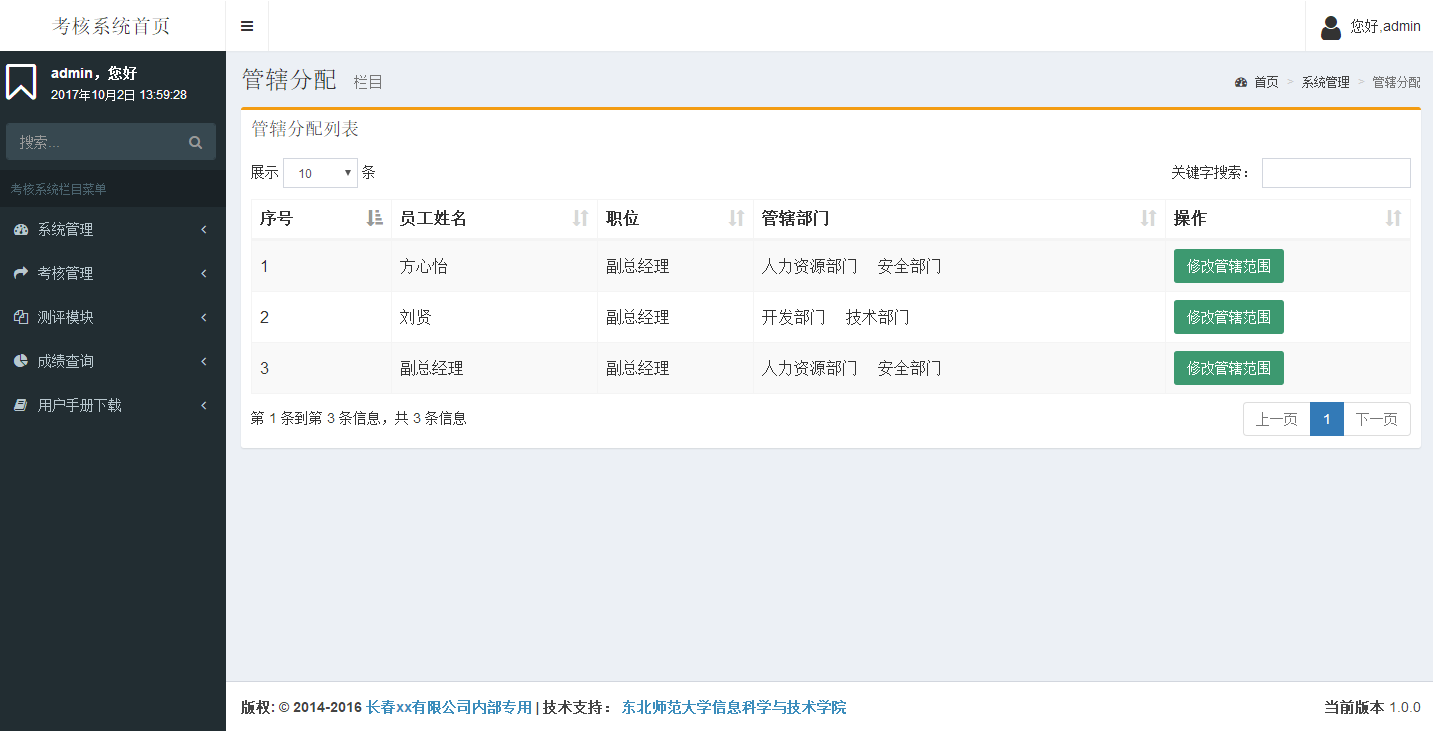 考核系统首页
您好,admin
admin，您好
2017年10月2日 13:59:28
搜索...
考核系统栏目菜单
系统管理
考核管理
测评模块
成绩查询
用户手册下载
管辖分配 栏目
首页 > 系统管理 > 管辖分配
管辖分配列表
展示 10 条
关键字搜索：
序号 员工姓名 职位 管辖部门 操作
1 方心怡 副总经理 人力资源部门 安全部门 修改管辖范围
2 刘贤 副总经理 开发部门 技术部门 修改管辖范围
3 副总经理 副总经理 人力资源部门 安全部门 修改管辖范围
第 1 条到第 3 条信息，共 3 条信息
上一页 1 下一页
版权: © 2014-2016 长春xx有限公司内部专用 | 技术支持： 东北师范大学信息科学与技术学院
当前版本 1.0.0